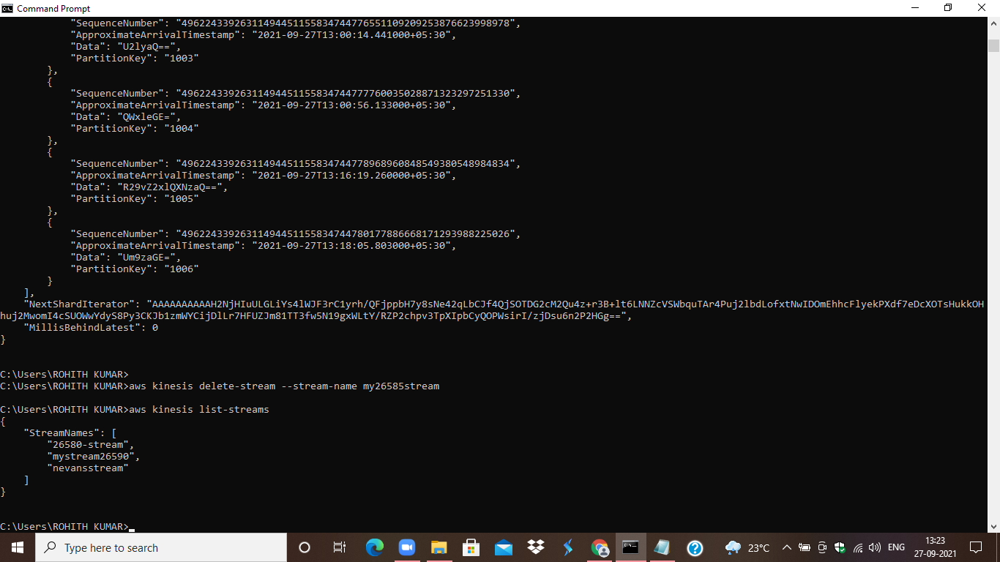 Command Prompt
"SequenceNumber": "49622433926311494451155834744776551109209253876623998978",
"ApproximateArrivalTimestamp": "2021-09-27T13:00:14.441000+05:30",
"Data": "U2lyaQ==",
"PartitionKey": "1003"
},
{
"SequenceNumber": "49622433926311494451155834744777760035028871323297251330",
"ApproximateArrivalTimestamp": "2021-09-27T13:00:56.133000+05:30",
"Data": "QWxleGE=",
"PartitionKey": "1004"
},
{
"SequenceNumber": "49622433926311494451155834744778968960848549380548984834",
"ApproximateArrivalTimestamp": "2021-09-27T13:16:19.260000+05:30",
"Data": "R29vZ2xlQXNzaQ==",
"PartitionKey": "1005"
},
{
"SequenceNumber": "49622433926311494451155834744780177886668171293988225026",
"ApproximateArrivalTimestamp": "2021-09-27T13:18:05.803000+05:30",
"Data": "Um9zaGE=",
"PartitionKey": "1006"
}
],
"NextShardIterator": "AAAAAAAAAAH2NjHIuULGLiYs4lWJF3rC1yrh/QFjppbH7y8sNe42qLbCJf4QjSOTDG2cM2Qu4z+r3B+lt6LNNZcVSWbquTAr4Puj2lbdLofxtNwIDOmEhhcFlyekPXdf7eDcXOTsHukkOH
huj2MwomI4cSUOWwYdyS8Py3CKJb1zmWYCijDlLr7HFUZJm81TT3fw5N19gxWLtY/RZP2chpv3TpXIpbCyQOPWsirI/zjDsu6n2P2HGg==",
"MillisBehindLatest": 0
}
C:\Users\ROHITH KUMAR>
C:\Users\ROHITH KUMAR>aws kinesis delete-stream --stream-name my26585stream
C:\Users\ROHITH KUMAR>aws kinesis list-streams
{
"StreamNames": [
"26580-stream",
"mystream26590",
"nevansstream"
]
}
C:\Users\ROHITH KUMAR>
Type here to search
23°C
ENG
13:23
27-09-2021